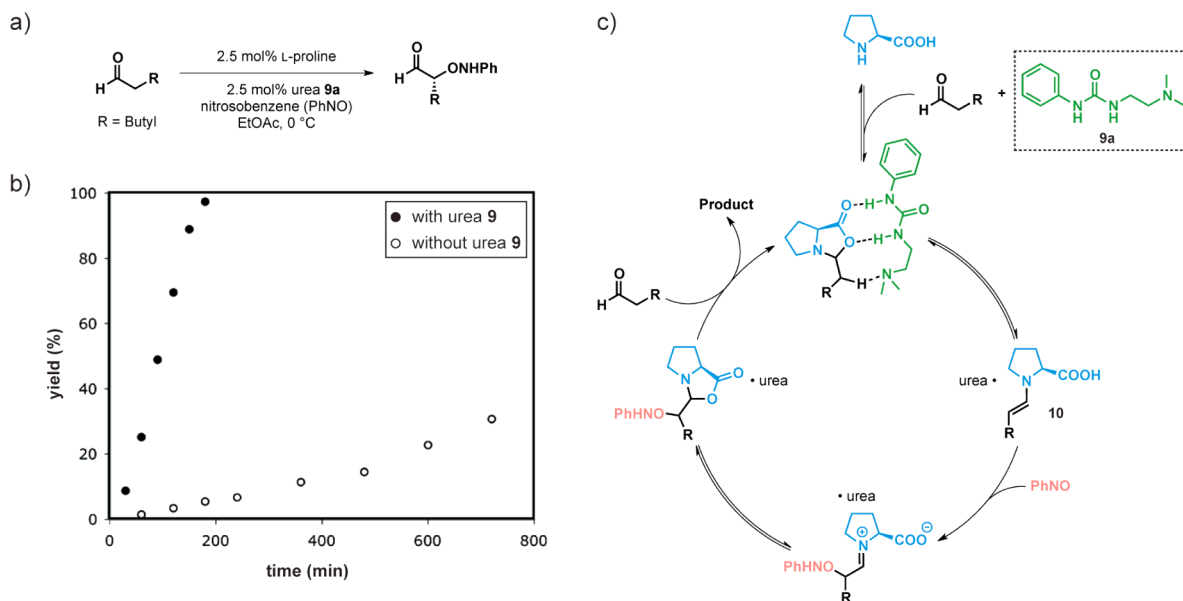 a)
O
H
R
R = Butyl
2.5 mol% L-proline
2.5 mol% urea 9a
nitrosobenzene (PhNO)
EtOAc, 0 °C
O
H
ONHPh
R
b)
100
80
60
40
20
0
yield (%)
with urea 9
without urea 9
0
200
400
600
800
time (min)
c)
N
H
COOH
O
H
R
+
O
N
H
N
H
N
9a
Product
O
H
N
O
O
H
N
N
R
H
N
O
H
R
N
O
O
PhHNO
R
• urea
urea •
N
COOH
R
10
PhNO
• urea
N
⊕
COO
⊖
PhHNO
R